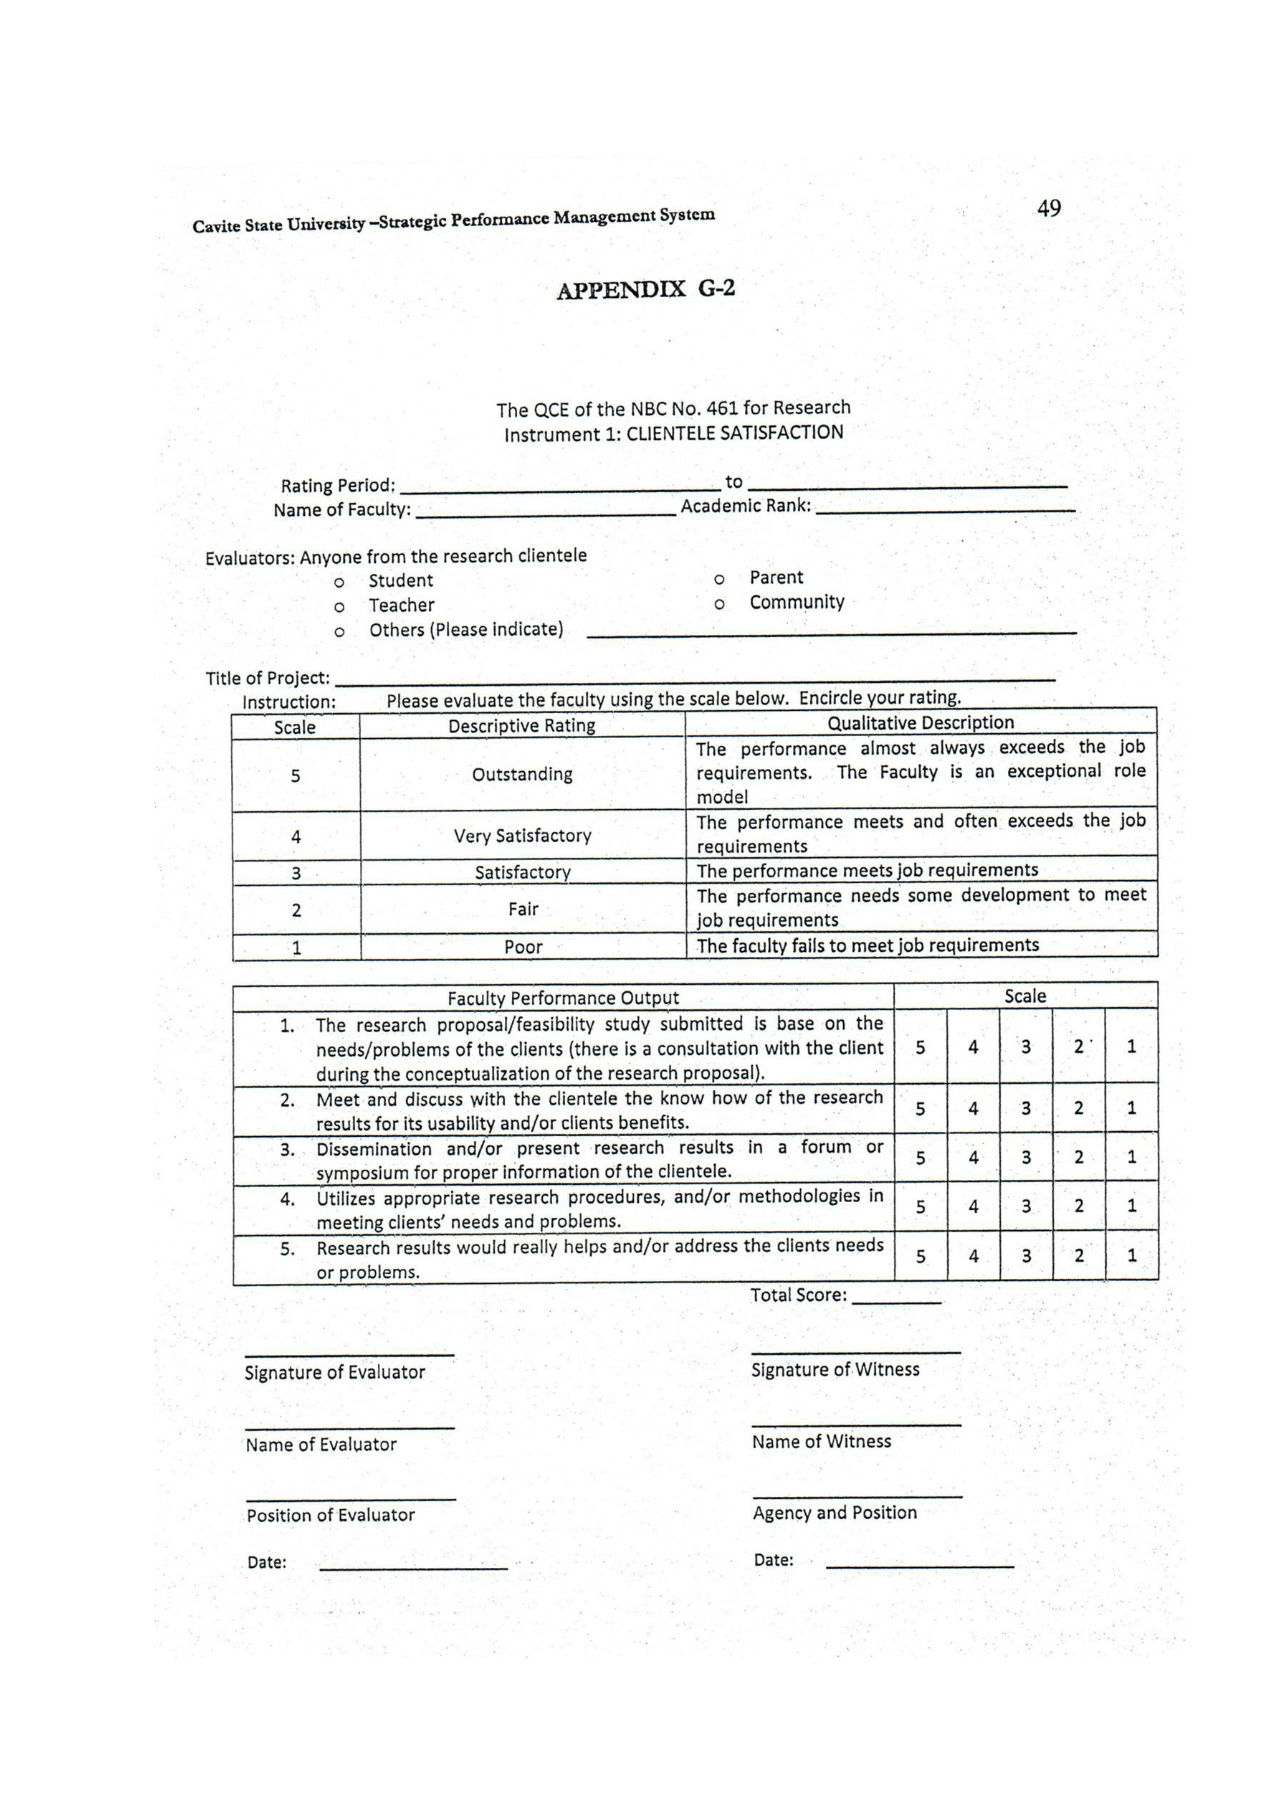 Cavite State University –Strategic Performance Management System
49
APPENDIX G-2
The QCE of the NBC No. 461 for Research
Instrument 1: CLIENTELE SATISFACTION
Rating Period: ____ to ____
Name of Faculty: ____ Academic Rank: ____
Evaluators: Anyone from the research clientele
o Student o Parent
o Teacher o Community
o Others (Please indicate) ____
Title of Project: ____
Instruction: Please evaluate the faculty using the scale below. Encircle your rating.
Scale Descriptive Rating Qualitative Description
5 Outstanding The performance almost always exceeds the job
requirements. The Faculty is an exceptional role
model
4 Very Satisfactory The performance meets and often exceeds the job
requirements
3 Satisfactory The performance meets job requirements
2 Fair The performance needs some development to meet
job requirements
1 Poor The faculty fails to meet job requirements
Faculty Performance Output Scale
1. The research proposal/feasibility study submitted is base on the
needs/problems of the clients (there is a consultation with the client 5 4 3 2 1
during the conceptualization of the research proposal).
2. Meet and discuss with the clientele the know how of the research
results for its usability and/or clients benefits. 5 4 3 2 1
3. Dissemination and/or present research results in a forum or
symposium for proper information of the clientele. 5 4 3 2 1
4. Utilizes appropriate research procedures, and/or methodologies in
meeting clients' needs and problems. 5 4 3 2 1
5. Research results would really helps and/or address the clients needs
or problems. 5 4 3 2 1
Total Score: ____
Signature of Evaluator Signature of Witness
Name of Evaluator Name of Witness
Position of Evaluator Agency and Position
Date: ____ Date: ____